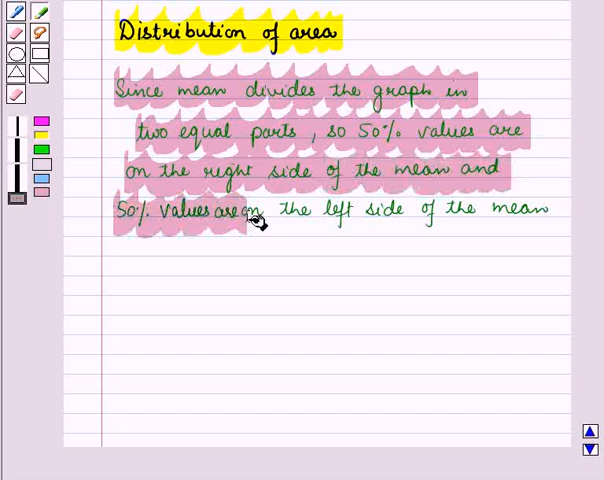 Distribution of area
Since mean divides the graph in
two equal parts, so 50% values are
on the right side of the mean and
50% values are on the left side of the mean